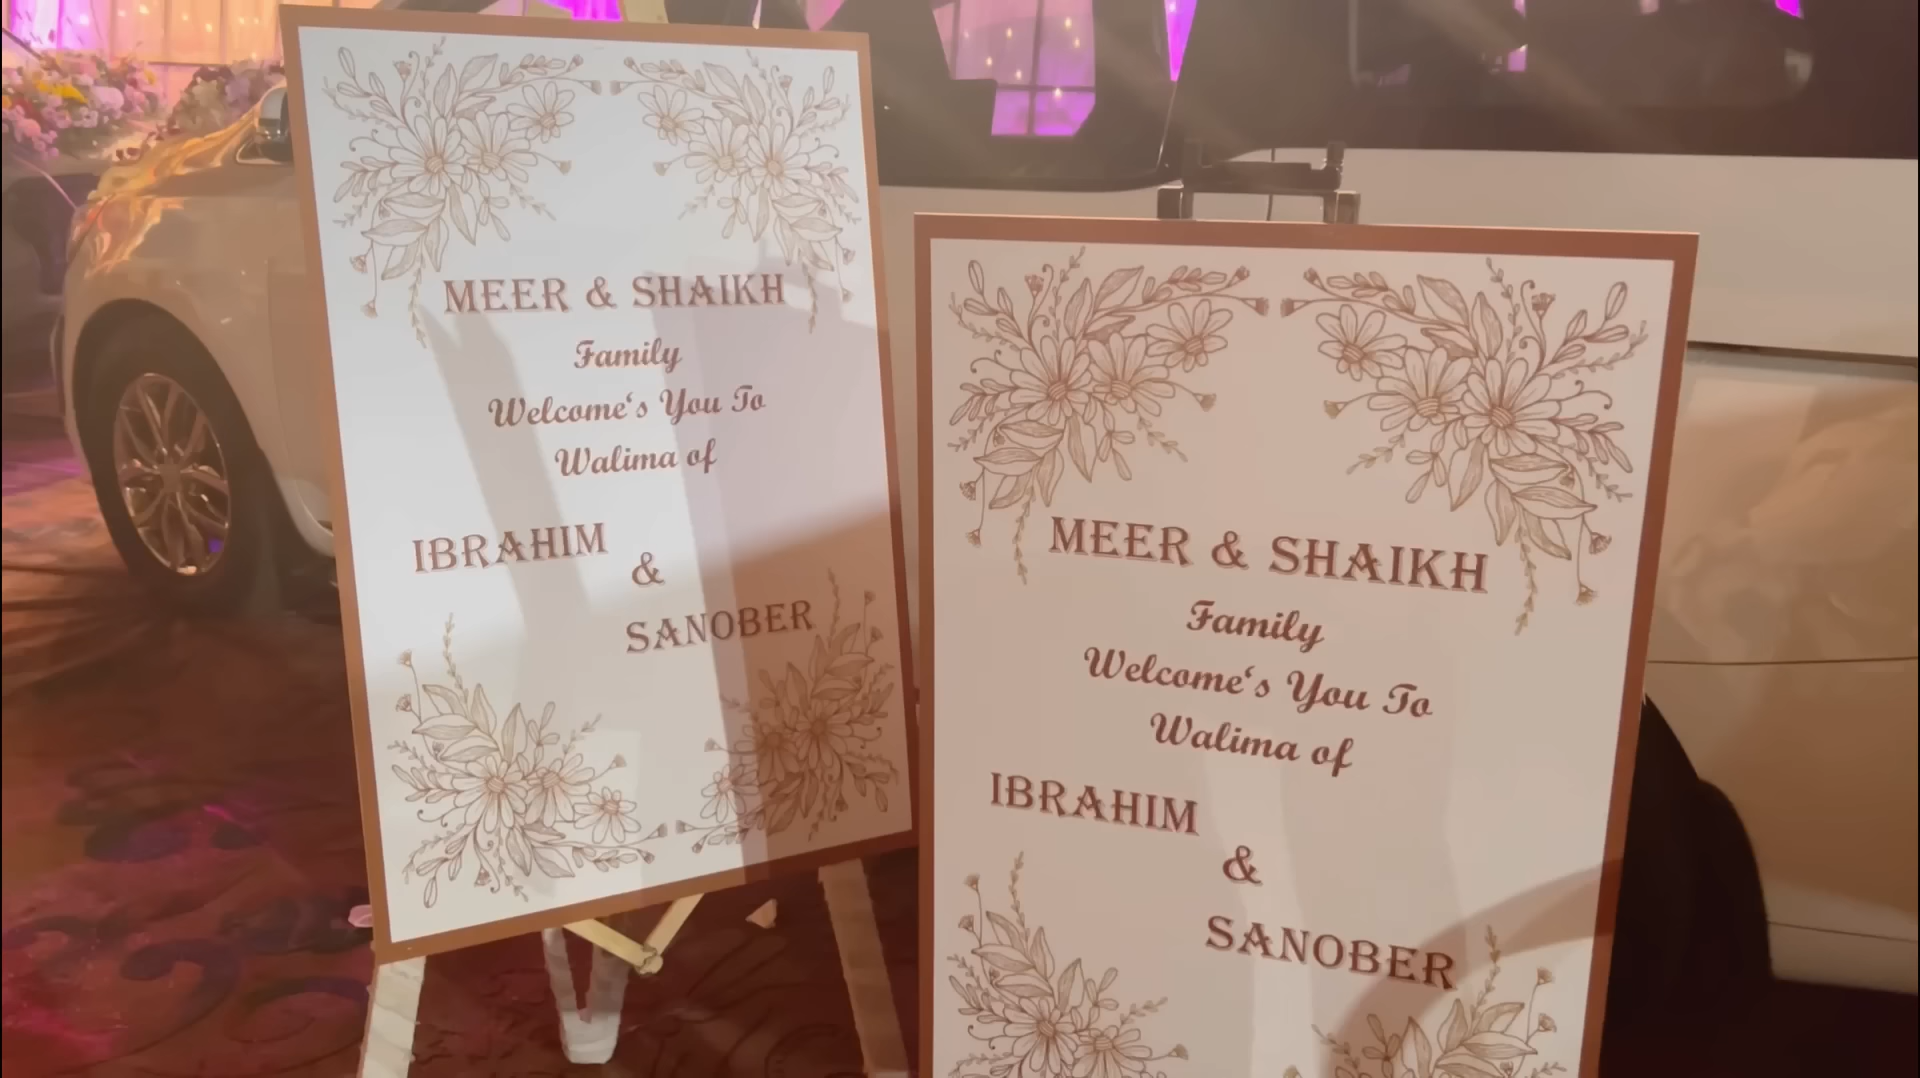 MEER & SHAIKH
Family
Welcome‘s You To
Walima of
IBRAHIM
&
SANOBER
MEER & SHAIKH
Family
Welcome‘s You To
Walima of
IBRAHIM
&
SANOBER